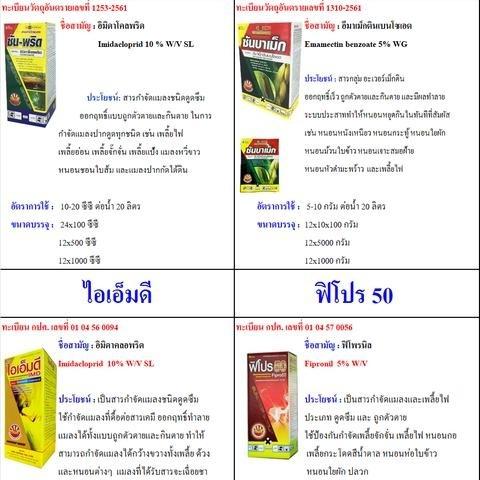 ทะเบียนวัตถุอันตรายเลขที่ 1253-2561
ชื่อสามัญ : อิมิดาโคลพริด
Imidacloprid 10 % W/V SL
ซัน-พริด
ประโยชน์: สารกำจัดแมลงชนิดดูดซึม
ออกฤทธิ์แบบถูกตัวตายและกินตาย ในการ
กำจัดแมลงปากดูดทุกชนิด เช่น เพลี้ยไฟ
เพลี้ยอ่อน เพลี้ยจั๊กจั่น เพลี้ยแป้ง แมลงหวี่ขาว
หนอนชอนใบส้ม และแมลงปากกัดใต้ดิน
อัตราการใช้ : 10-20 ซีซี ต่อน้ำ 20 ลิตร
ขนาดบรรจุ : 24x100 ซีซี
12x500 ซีซี
12x1000 ซีซี
ทะเบียนวัตถุอันตรายเลขที่ 1310-2561
ชื่อสามัญ : อีมาเม็กตินเบนโซเอต
Emamectin benzoate 5% WG
ซันบาเม็ก
ซันบาเม็ก
ประโยชน์ : สารกลุ่ม อะเวอร์เม็กติน
ออกฤทธิ์เร็ว ถูกตัวตายและกินตาย และมีผลทำลาย
ระบบประสาททำให้หนอนหยุดกินในทันทีที่สัมผัส
เช่น หนอนหนังเหนียว หนอนกระทู้ หนอนใยผัก
หนอนม้วนใบข้าว หนอนเจาะสมอฝ้าย
หนอนหัวดำมะพร้าว และเพลี้ยไฟ
อัตราการใช้ : 5-10 กรัม ต่อน้ำ 20 ลิตร
ขนาดบรรจุ : 12x10x100 กรัม
12x5000 กรัม
12x1000 กรัม
ไอเอ็มดี
ฟิโปร 50
ทะเบียน กปศ. เลขที่ 01 04 56 0094
ชื่อสามัญ : อิมิดาคลอพริด
Imidacloprid 10% W/V SL
ไอเอ็มดี
IMD
ประโยชน์ : เป็นสารกำจัดแมลงชนิดดูดซึม
ใช้กำจัดแมลงที่ดื้อต่อสารเคมี ออกฤทธิ์ทำลาย
แมลงได้ทั้งแบบถูกตัวตายและกินตาย ทำให้
สามารถกำจัดแมลงได้กว้างขวางทั้งเพลี้ย ด้วง
และหนอนต่างๆ แมลงที่ได้รับสารจะเฉื่อยชา
ทะเบียน กปศ. เลขที่ 01 04 57 0056
ชื่อสามัญ : ฟิโพรนิล
Fipronil 5% W/V
ฟิโปร 50
ประโยชน์ : เป็นสารกำจัดแมลงและเพลี้ยไฟ
ประเภท ดูดซึม และ ถูกตัวตาย
ใช้ป้องกันกำจัดเพลี้ยจั๊กจั่น เพลี้ยไฟ หนอนกอ
เพลี้ยกระโดดสีน้ำตาล หนอนห่อใบข้าว
หนอนใยผัก ปลวก